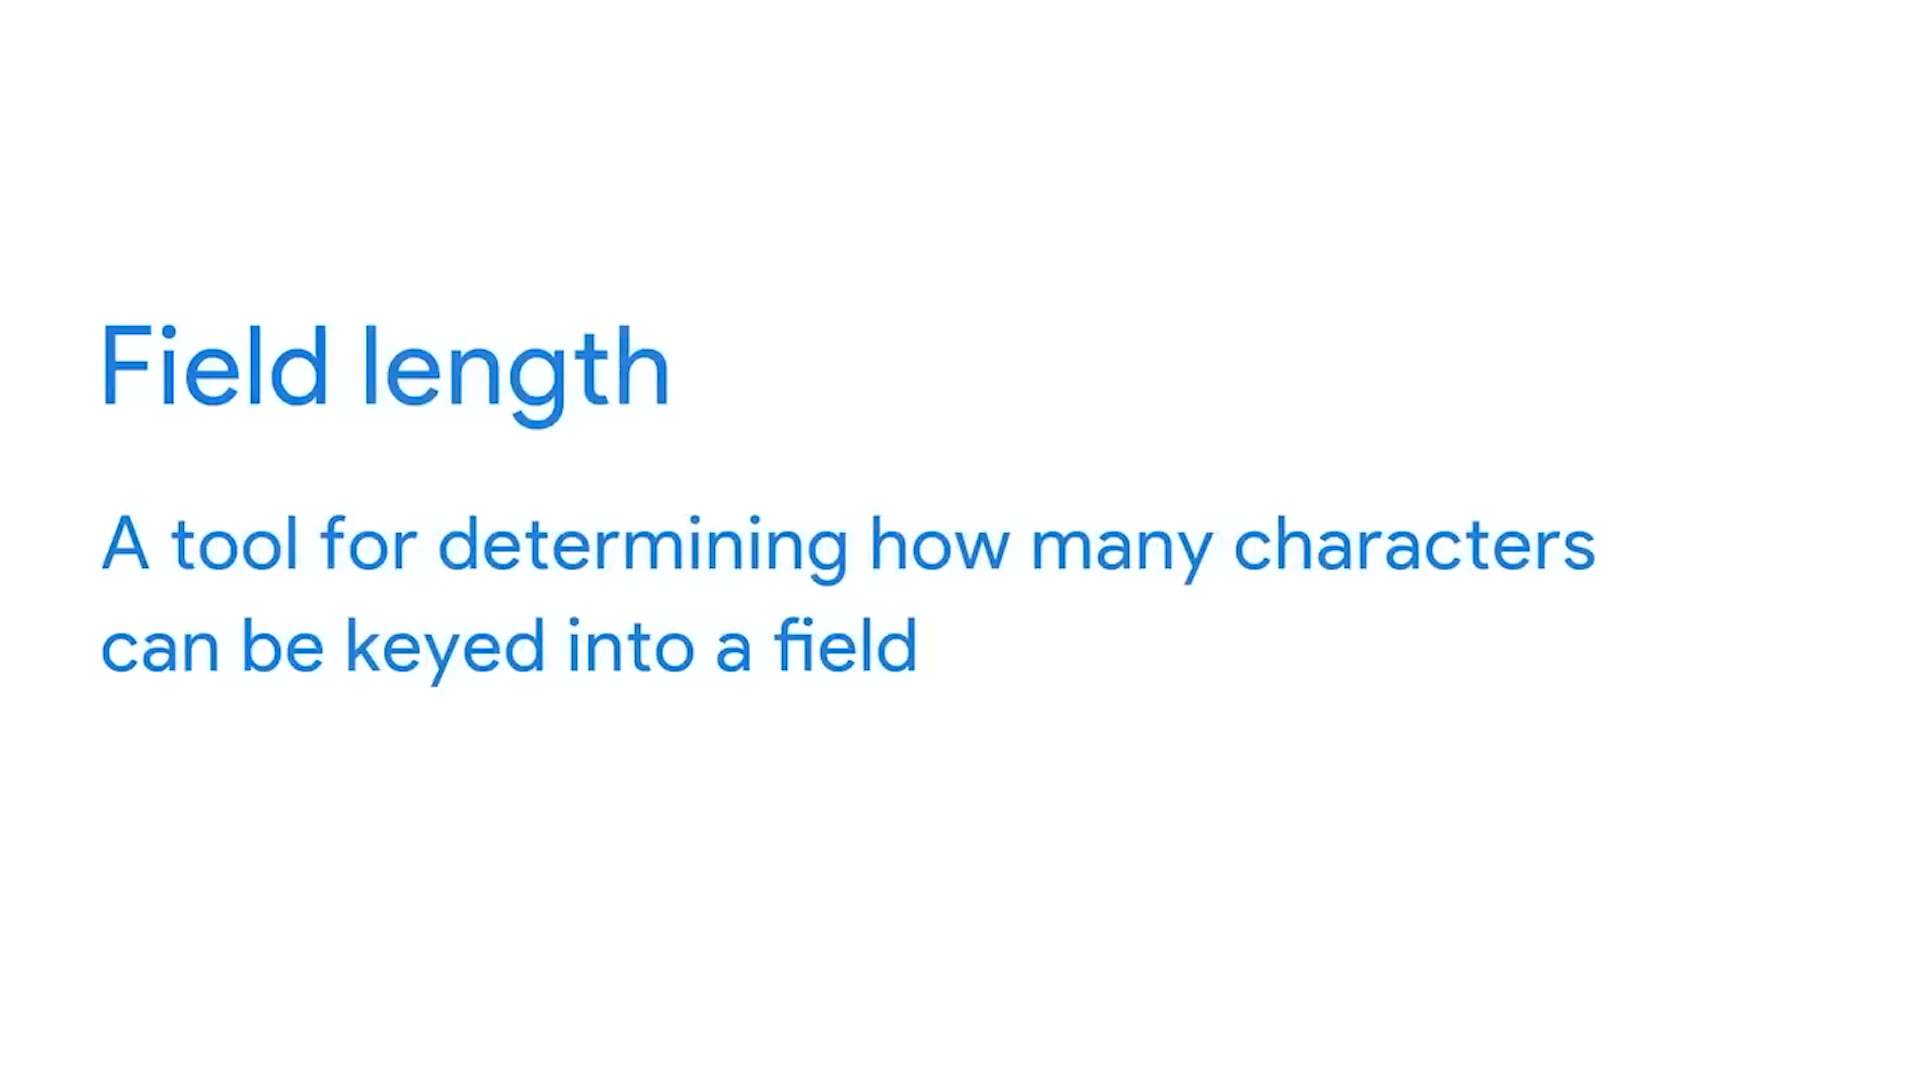 Field length
A tool for determining how many characters
can be keyed into a field